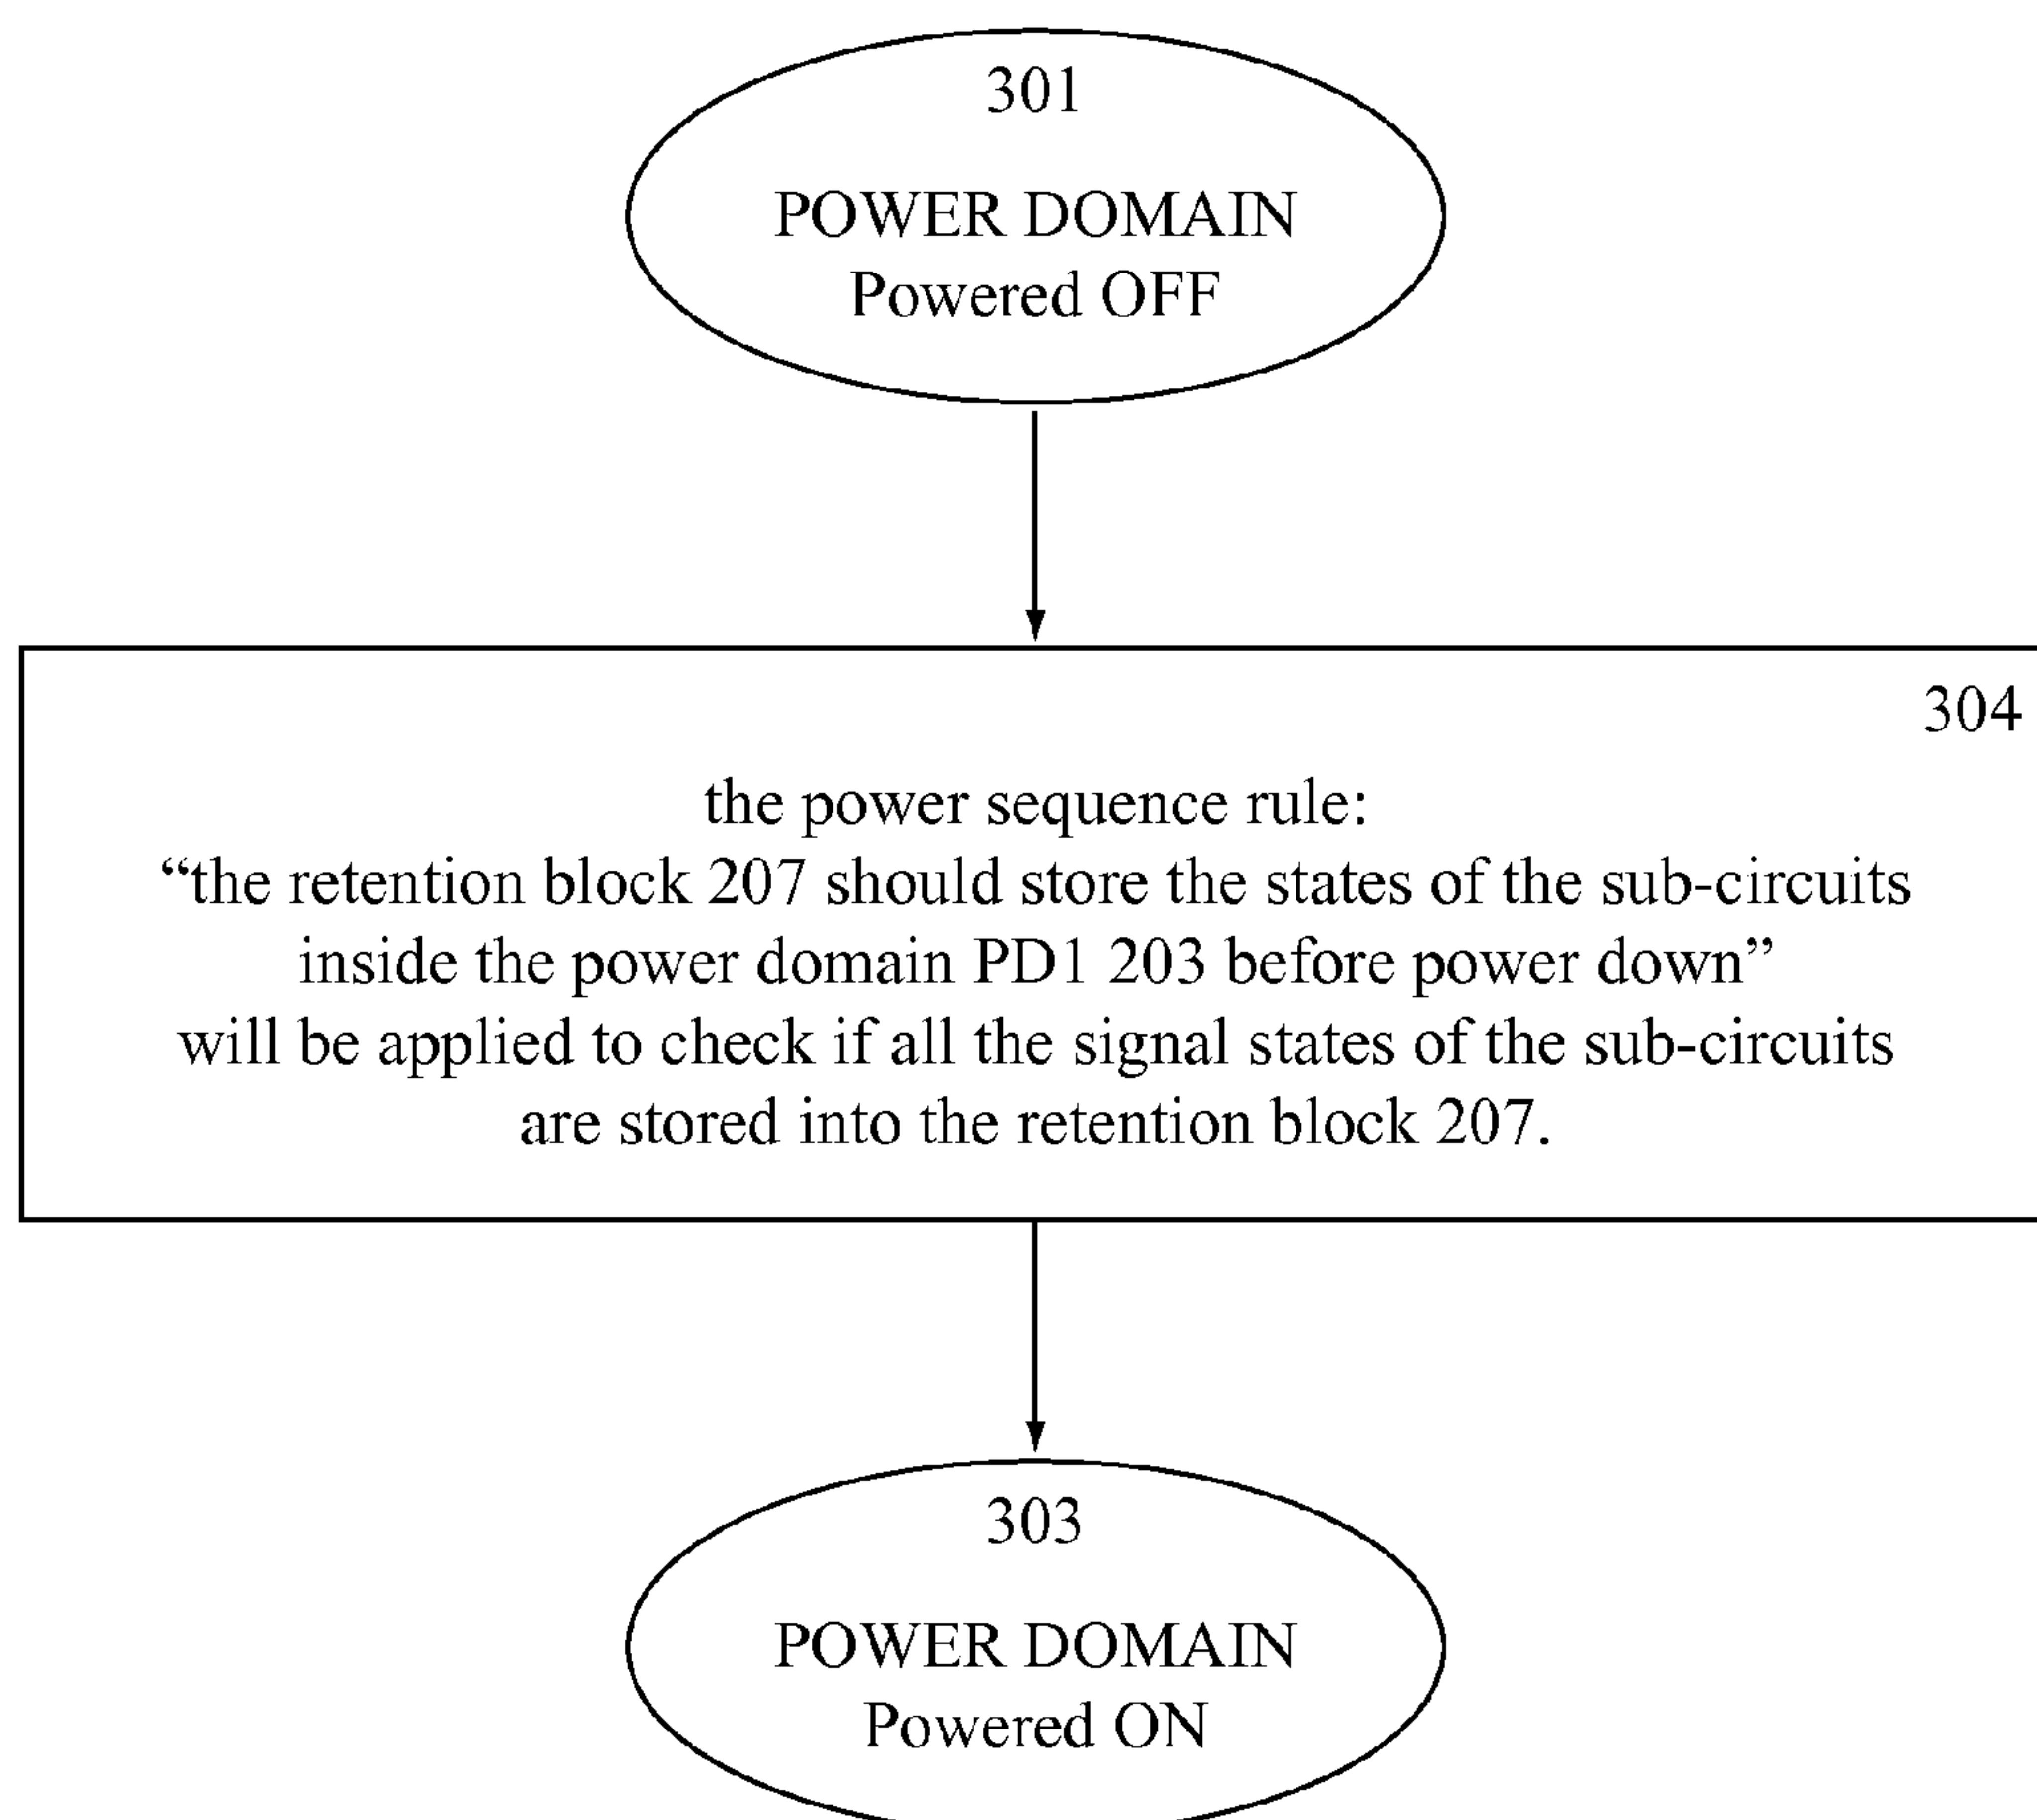 301
POWER DOMAIN
Powered OFF
304
the power sequence rule:
“the retention block 207 should store the states of the sub-circuits
inside the power domain PD1 203 before power down”
will be applied to check if all the signal states of the sub-circuits
are stored into the retention block 207.
303
POWER DOMAIN
Powered ON